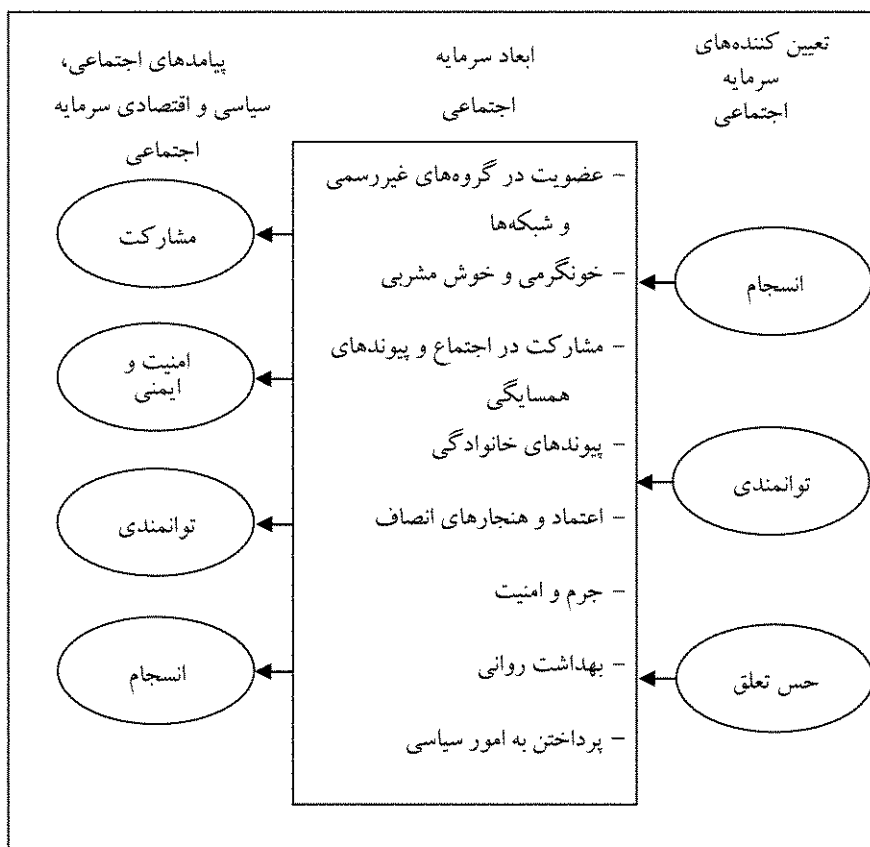 تعیین کننده‌های
سرمایه
اجتماعی
انسجام
توانمندی
حس تعلق
ابعاد سرمایه
اجتماعی
– عضویت در گروه‌های غیررسمی
و شبکه‌ها
– خونگرمی و خوش مشربی
– مشارکت در اجتماع و پیوندهای
همسایگی
– پیوندهای خانوادگی
– اعتماد و هنجارهای انصاف
– جرم و امنیت
– بهداشت روانی
– پرداختن به امور سیاسی
پیامدهای اجتماعی،
سیاسی و اقتصادی سرمایه
اجتماعی
مشارکت
امنیت و
ایمنی
توانمندی
انسجام